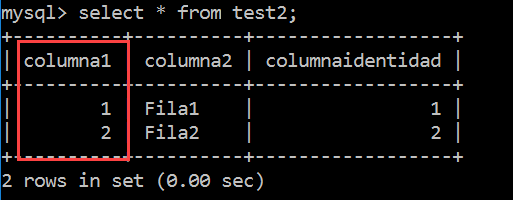 mysql> select * from test2;
+----------+----------+------------------+
| columna1 | columna2 | columnaidentidad |
+----------+----------+------------------+
|        1 | Fila1    |                1 |
|        2 | Fila2    |                2 |
+----------+----------+------------------+
2 rows in set (0.00 sec)